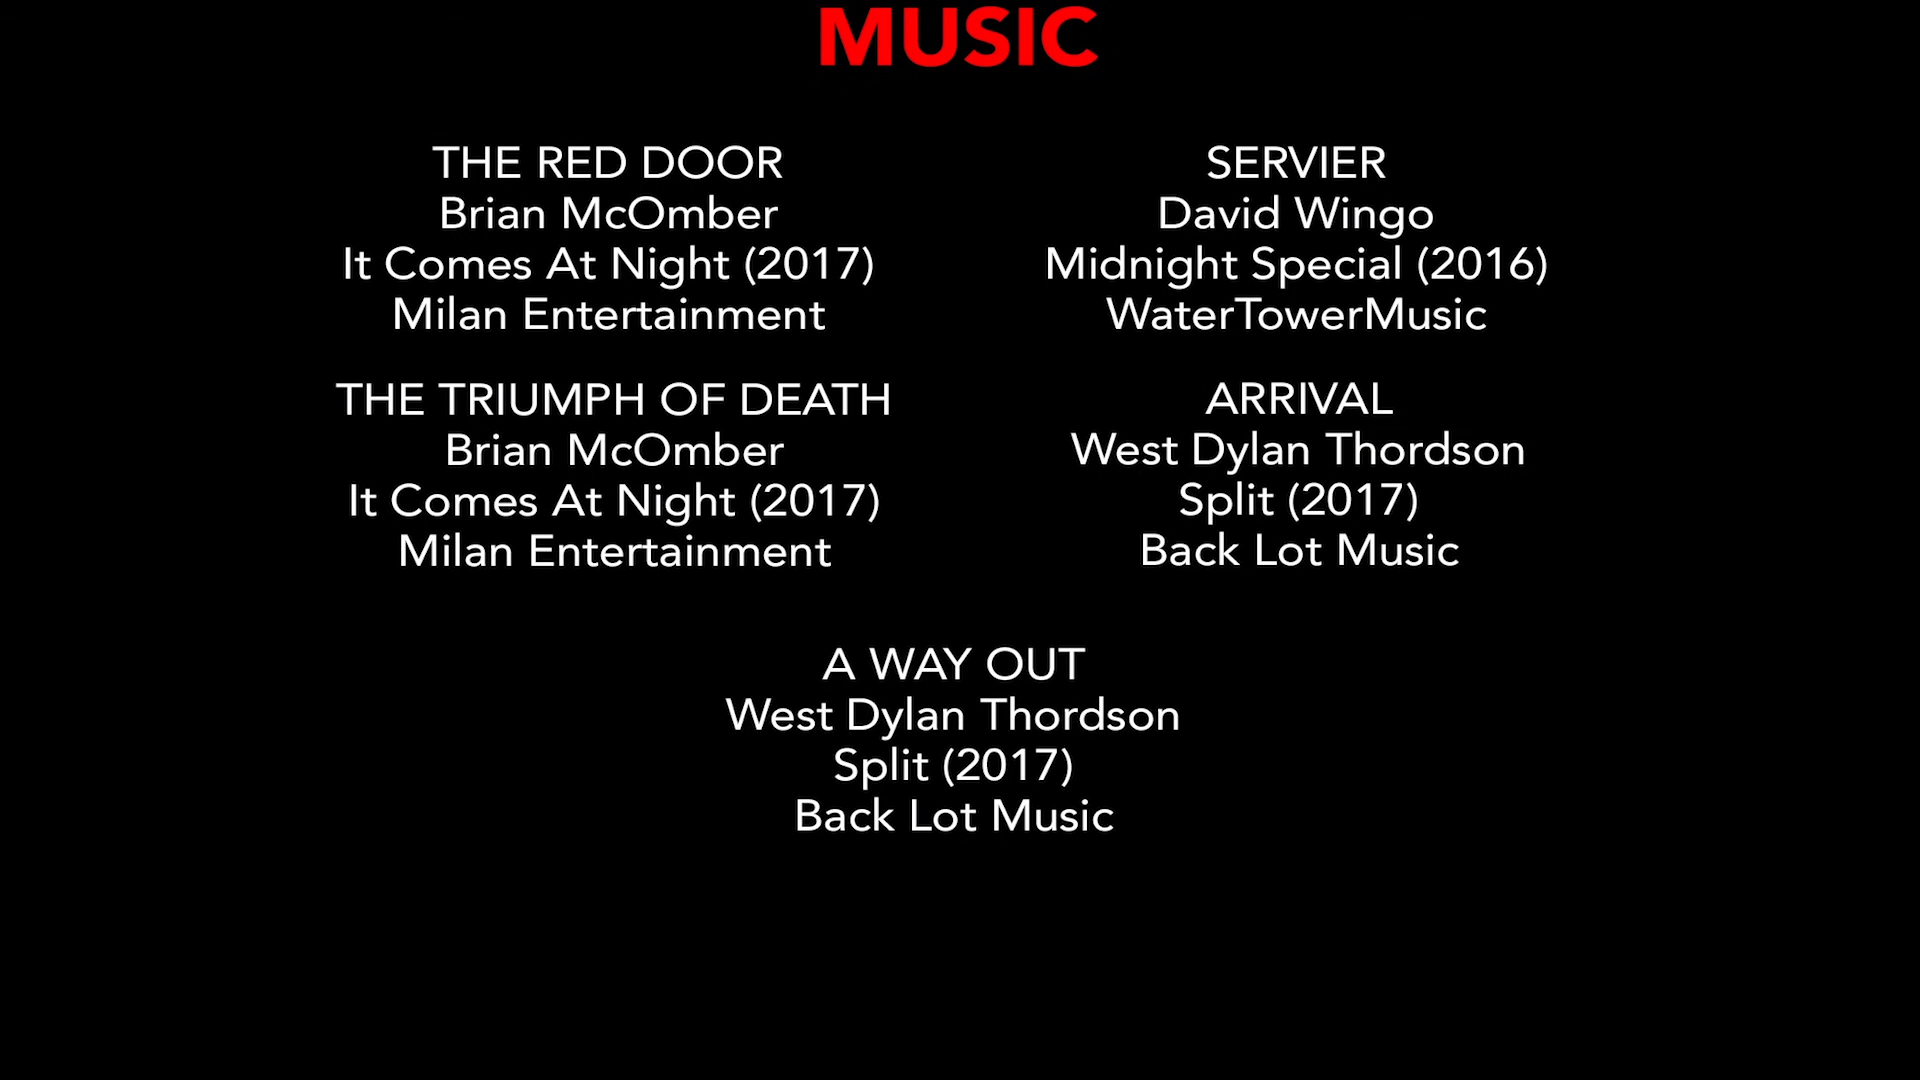 MUSIC
THE RED DOOR
Brian McOmber
It Comes At Night (2017)
Milan Entertainment
SERVIER
David Wingo
Midnight Special (2016)
WaterTowerMusic
THE TRIUMPH OF DEATH
Brian McOmber
It Comes At Night (2017)
Milan Entertainment
ARRIVAL
West Dylan Thordson
Split (2017)
Back Lot Music
A WAY OUT
West Dylan Thordson
Split (2017)
Back Lot Music